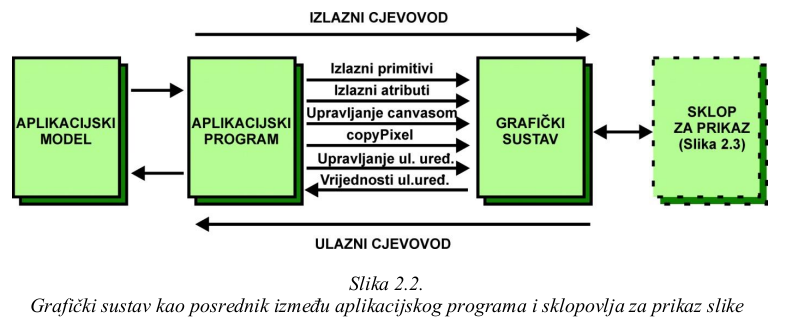 IZLAZNI CJEVOVOD
APLIKACIJSKI
MODEL
APLIKACIJSKI
PROGRAM
Izlazni primitivi
Izlazni atributi
Upravljanje canvasom
copyPixel
Upravljanje ul. uređ.
Vrijednosti ul.uređ.
GRAFIČKI
SUSTAV
SKLOP
ZA PRIKAZ
(Slika 2.3)
ULAZNI CJEVOVOD
Slika 2.2.
Grafički sustav kao posrednik između aplikacijskog programa i sklopovlja za prikaz slike